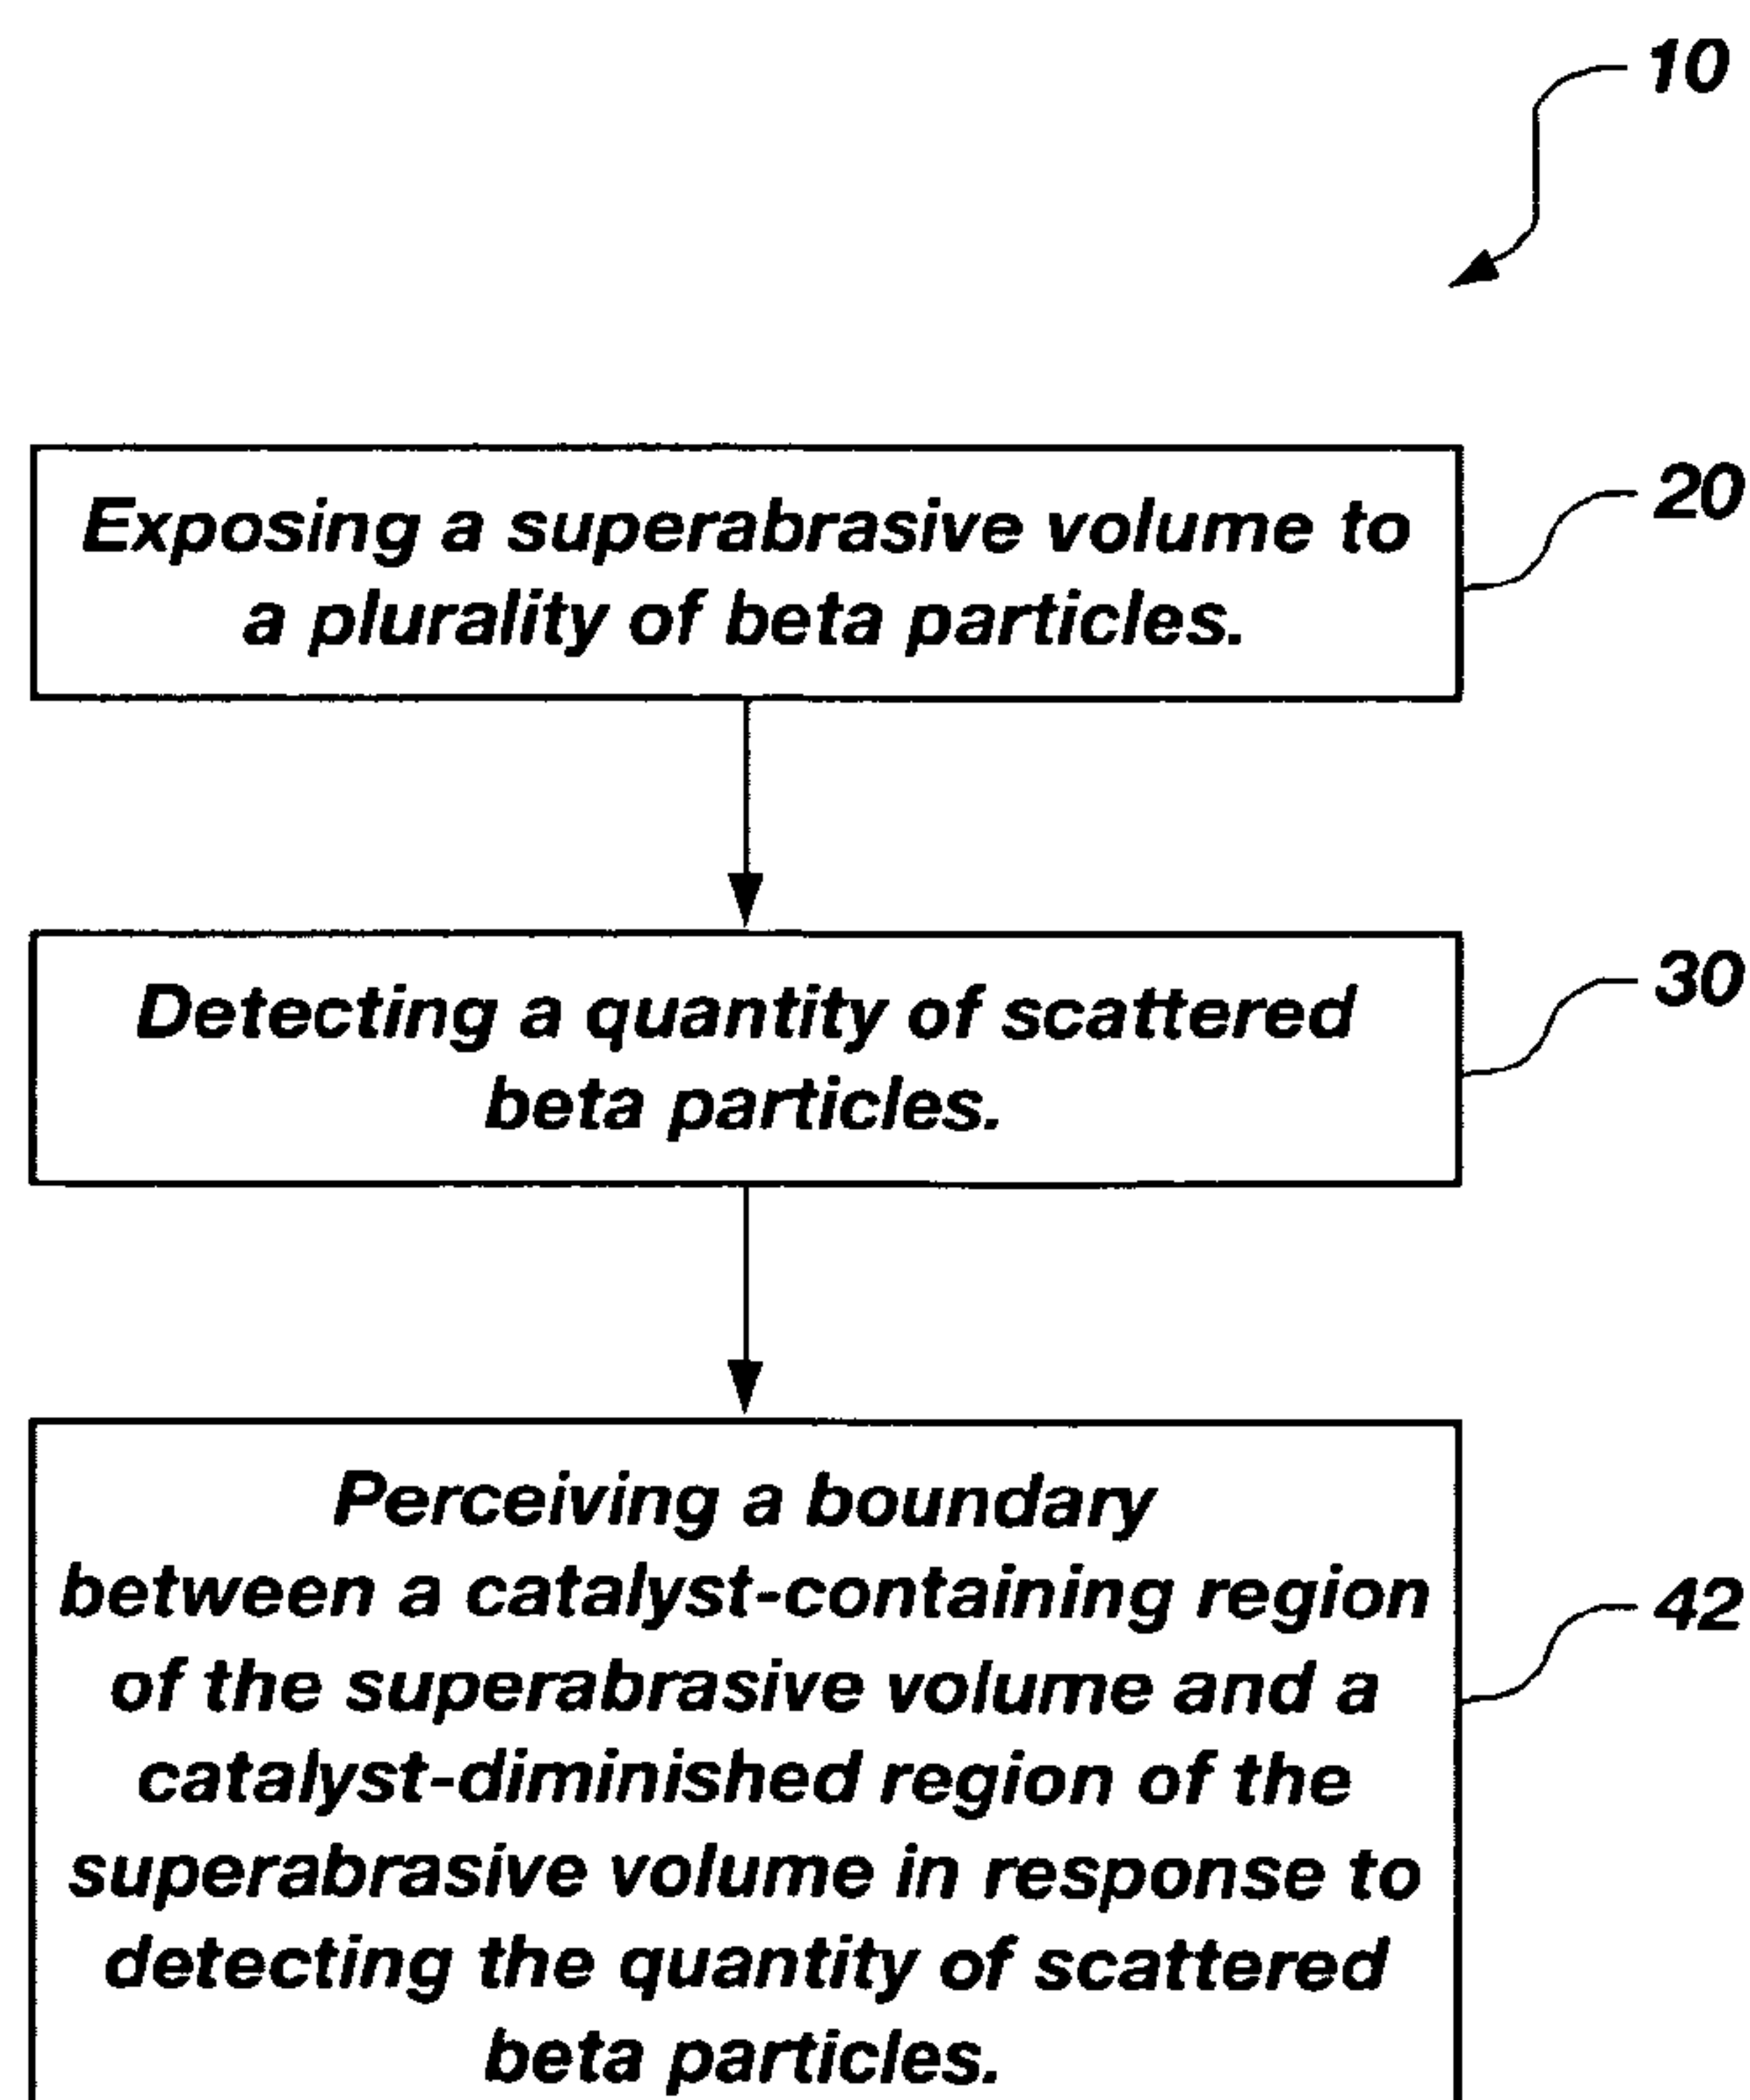 10
Exposing a superabrasive volume to
a plurality of beta particles.
20
Detecting a quantity of scattered
beta particles.
30
Perceiving a boundary
between a catalyst-containing region
of the superabrasive volume and a
catalyst-diminished region of the
superabrasive volume in response to
detecting the quantity of scattered
beta particles.
42